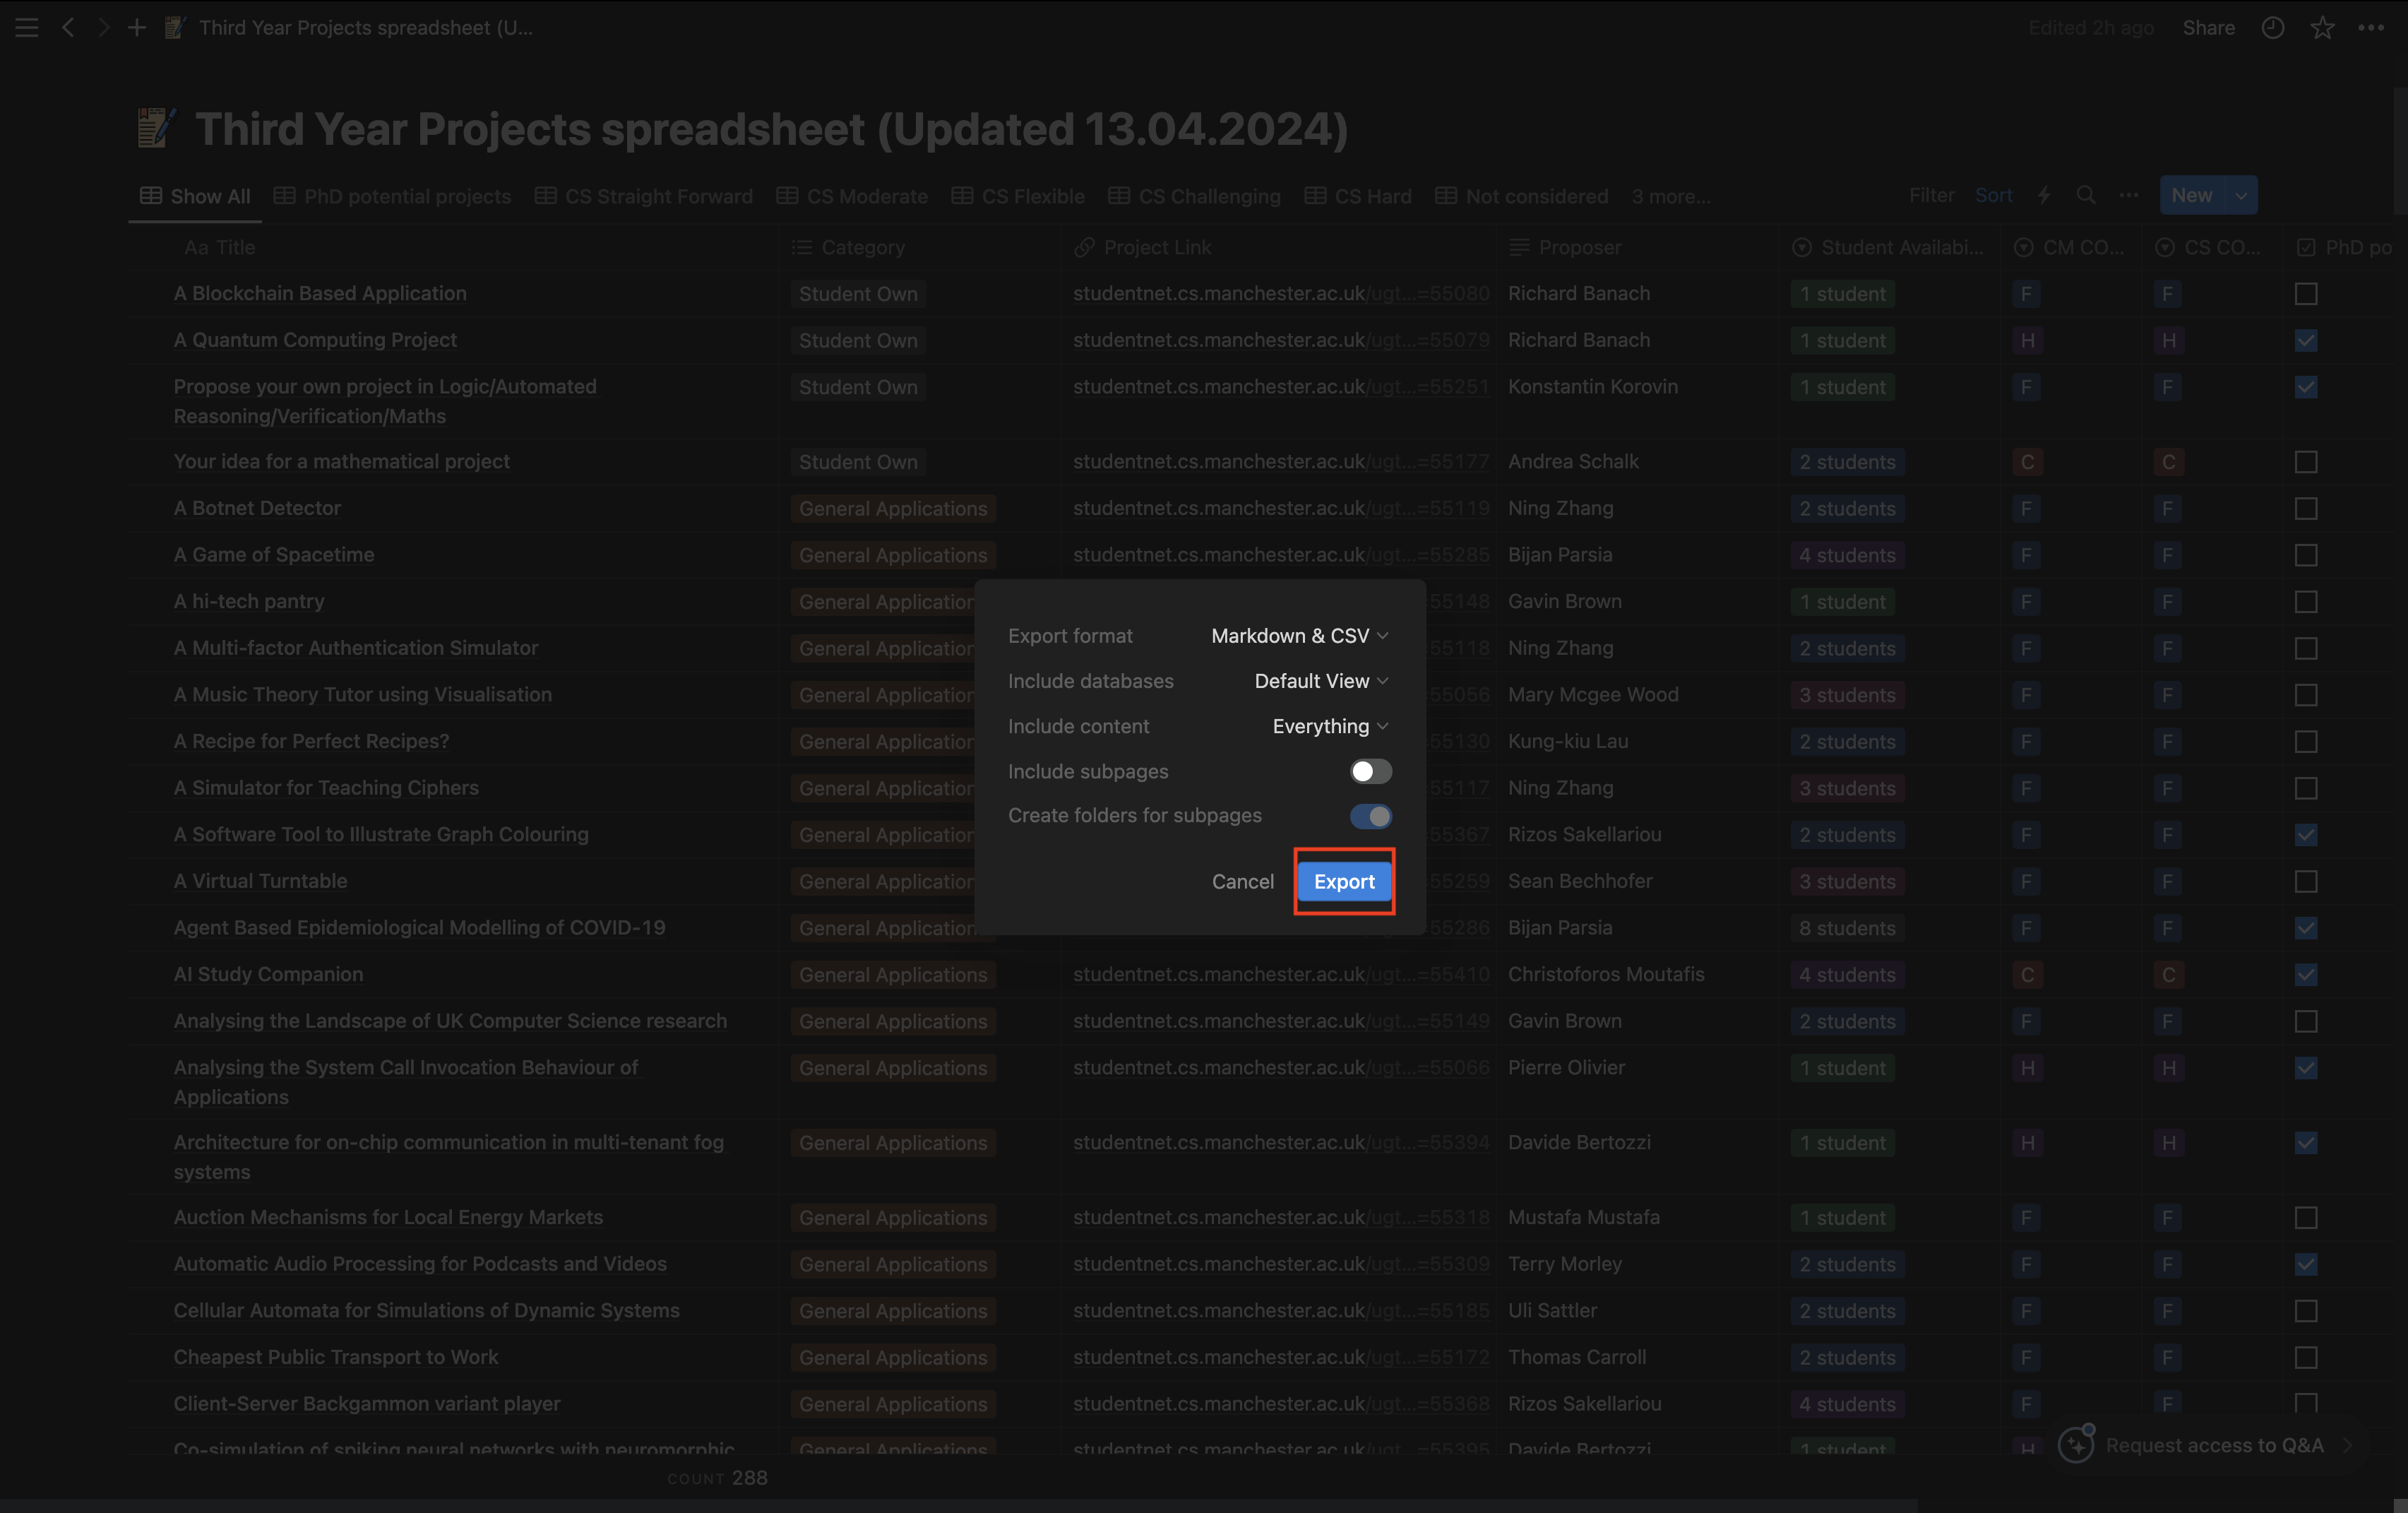 Third Year Projects spreadsheet (U...
Edited 2h ago Share
Third Year Projects spreadsheet (Updated 13.04.2024)
Show All PhD potential projects CS Straight Forward CS Moderate CS Flexible CS Challenging CS Hard Not considered 3 more... Filter Sort New
Aa Title Category Project Link Proposer Student Availabi... CM CO... CS CO... PhD po
A Blockchain Based Application Student Own studentnet.cs.manchester.ac.uk/ugt...=55080 Richard Banach 1 student F F
A Quantum Computing Project Student Own studentnet.cs.manchester.ac.uk/ugt...=55079 Richard Banach 1 student H H
Propose your own project in Logic/Automated Student Own studentnet.cs.manchester.ac.uk/ugt...=55251 Konstantin Korovin 1 student F F
Reasoning/Verification/Maths
Your idea for a mathematical project Student Own studentnet.cs.manchester.ac.uk/ugt...=55177 Andrea Schalk 2 students C C
A Botnet Detector General Applications studentnet.cs.manchester.ac.uk/ugt...=55119 Ning Zhang 2 students F F
A Game of Spacetime General Applications studentnet.cs.manchester.ac.uk/ugt...=55285 Bijan Parsia 4 students F F
A hi-tech pantry General Application 55148 Gavin Brown 1 student F F
A Multi-factor Authentication Simulator General Application 55118 Ning Zhang 2 students F F
A Music Theory Tutor using Visualisation General Application 55056 Mary Mcgee Wood 3 students F F
A Recipe for Perfect Recipes? General Application 55130 Kung-kiu Lau 2 students F F
A Simulator for Teaching Ciphers General Application 55117 Ning Zhang 3 students F F
A Software Tool to Illustrate Graph Colouring General Application 55367 Rizos Sakellariou 2 students F F
A Virtual Turntable General Application 55259 Sean Bechhofer 3 students F F
Agent Based Epidemiological Modelling of COVID-19 General Application =55286 Bijan Parsia 8 students F F
Export format Markdown & CSV
Include databases Default View
Include content Everything
Include subpages
Create folders for subpages
Cancel Export
AI Study Companion General Applications studentnet.cs.manchester.ac.uk/ugt...=55410 Christoforos Moutafis 4 students C C
Analysing the Landscape of UK Computer Science research General Applications studentnet.cs.manchester.ac.uk/ugt...=55149 Gavin Brown 2 students F F
Analysing the System Call Invocation Behaviour of General Applications studentnet.cs.manchester.ac.uk/ugt...=55066 Pierre Olivier 1 student H H
Applications
Architecture for on-chip communication in multi-tenant fog General Applications studentnet.cs.manchester.ac.uk/ugt...=55394 Davide Bertozzi 1 student H H
systems
Auction Mechanisms for Local Energy Markets General Applications studentnet.cs.manchester.ac.uk/ugt...=55318 Mustafa Mustafa 1 student F F
Automatic Audio Processing for Podcasts and Videos General Applications studentnet.cs.manchester.ac.uk/ugt...=55309 Terry Morley 2 students F F
Cellular Automata for Simulations of Dynamic Systems General Applications studentnet.cs.manchester.ac.uk/ugt...=55185 Uli Sattler 2 students F F
Cheapest Public Transport to Work General Applications studentnet.cs.manchester.ac.uk/ugt...=55172 Thomas Carroll 2 students F F
Client-Server Backgammon variant player General Applications studentnet.cs.manchester.ac.uk/ugt...=55368 Rizos Sakellariou 4 students F F
Co-simulation of spiking neural networks with neuromorphic General Applications studentnet.cs.manchester.ac.uk/ugt...=55395 Davide Bertozzi 1 student H
Request access to Q&A
COUNT 288